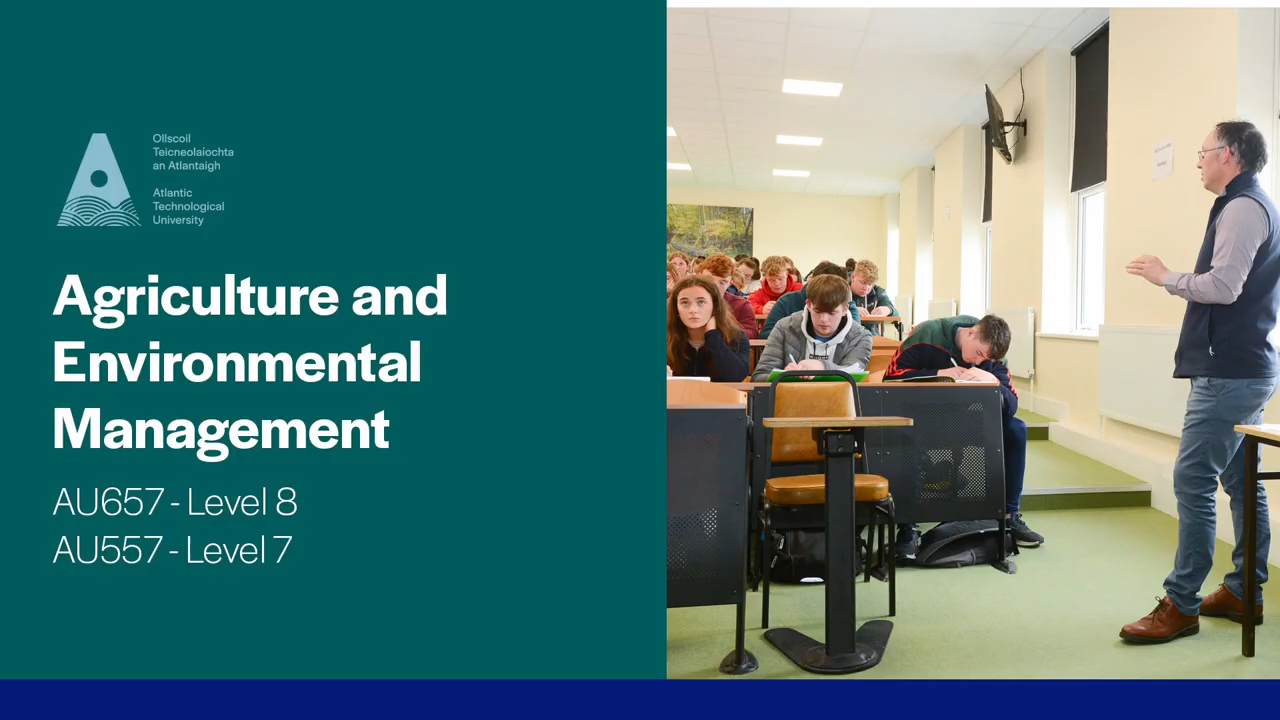 Ollscoil
Teicneolaíochta
an Atlantaigh
Atlantic
Technological
University
Agriculture and
Environmental
Management
AU657 - Level 8
AU557 - Level 7